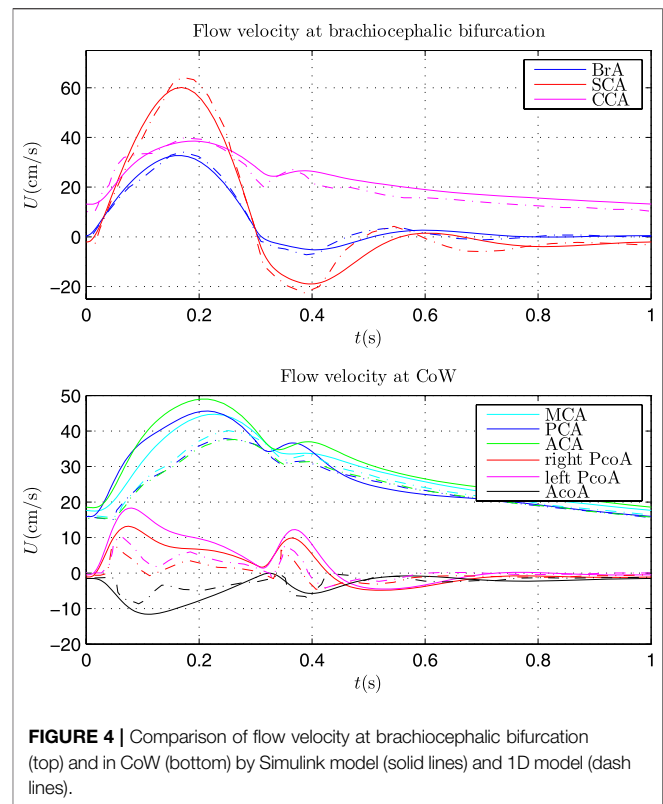 Flow velocity at brachiocephalic bifurcation
BrA
SCA
CCA
U(cm/s)
60
40
20
0
−20
0 0.2 0.4 0.6 0.8 1
t(s)
Flow velocity at CoW
MCA
PCA
ACA
right PcoA
left PcoA
AcoA
U(cm/s)
50
40
30
20
10
0
−10
−20
0 0.2 0.4 0.6 0.8 1
t(s)
FIGURE 4 | Comparison of flow velocity at brachiocephalic bifurcation
(top) and in CoW (bottom) by Simulink model (solid lines) and 1D model (dash
lines).